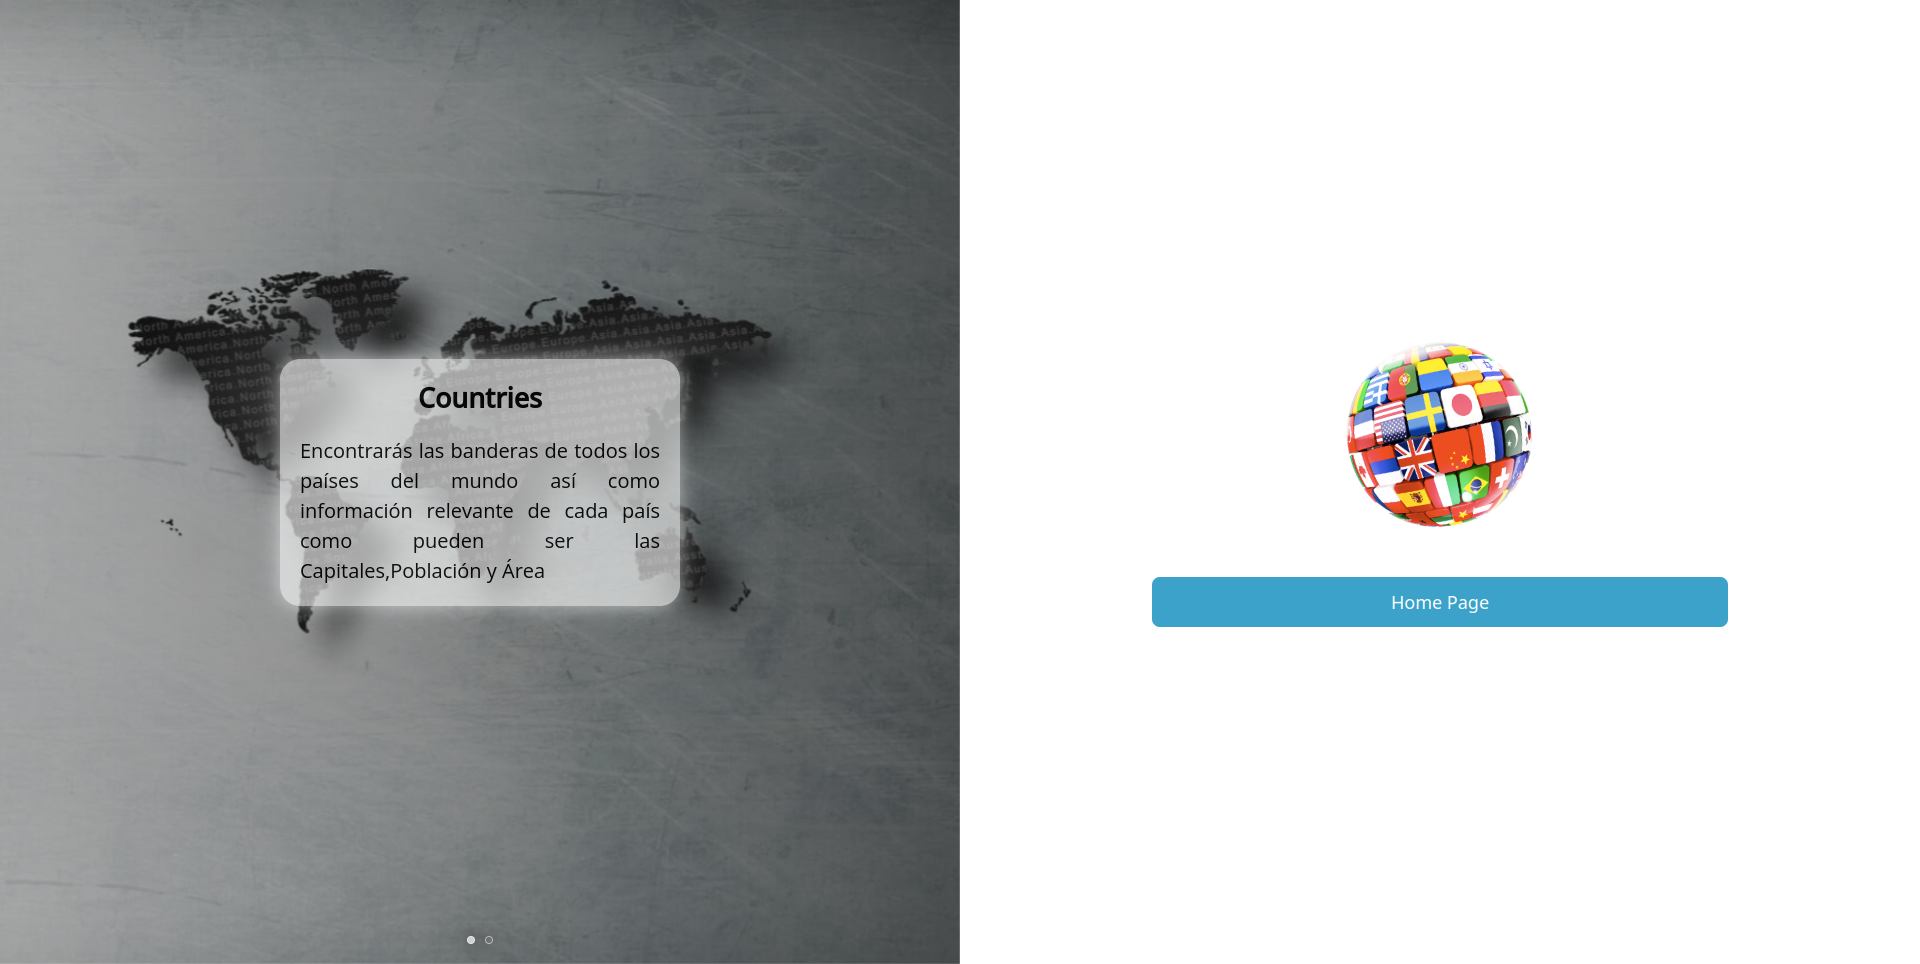 Countries
Encontrarás las banderas de todos los
países del mundo así como
información relevante de cada país
como pueden ser las
Capitales,Población y Área
Home Page